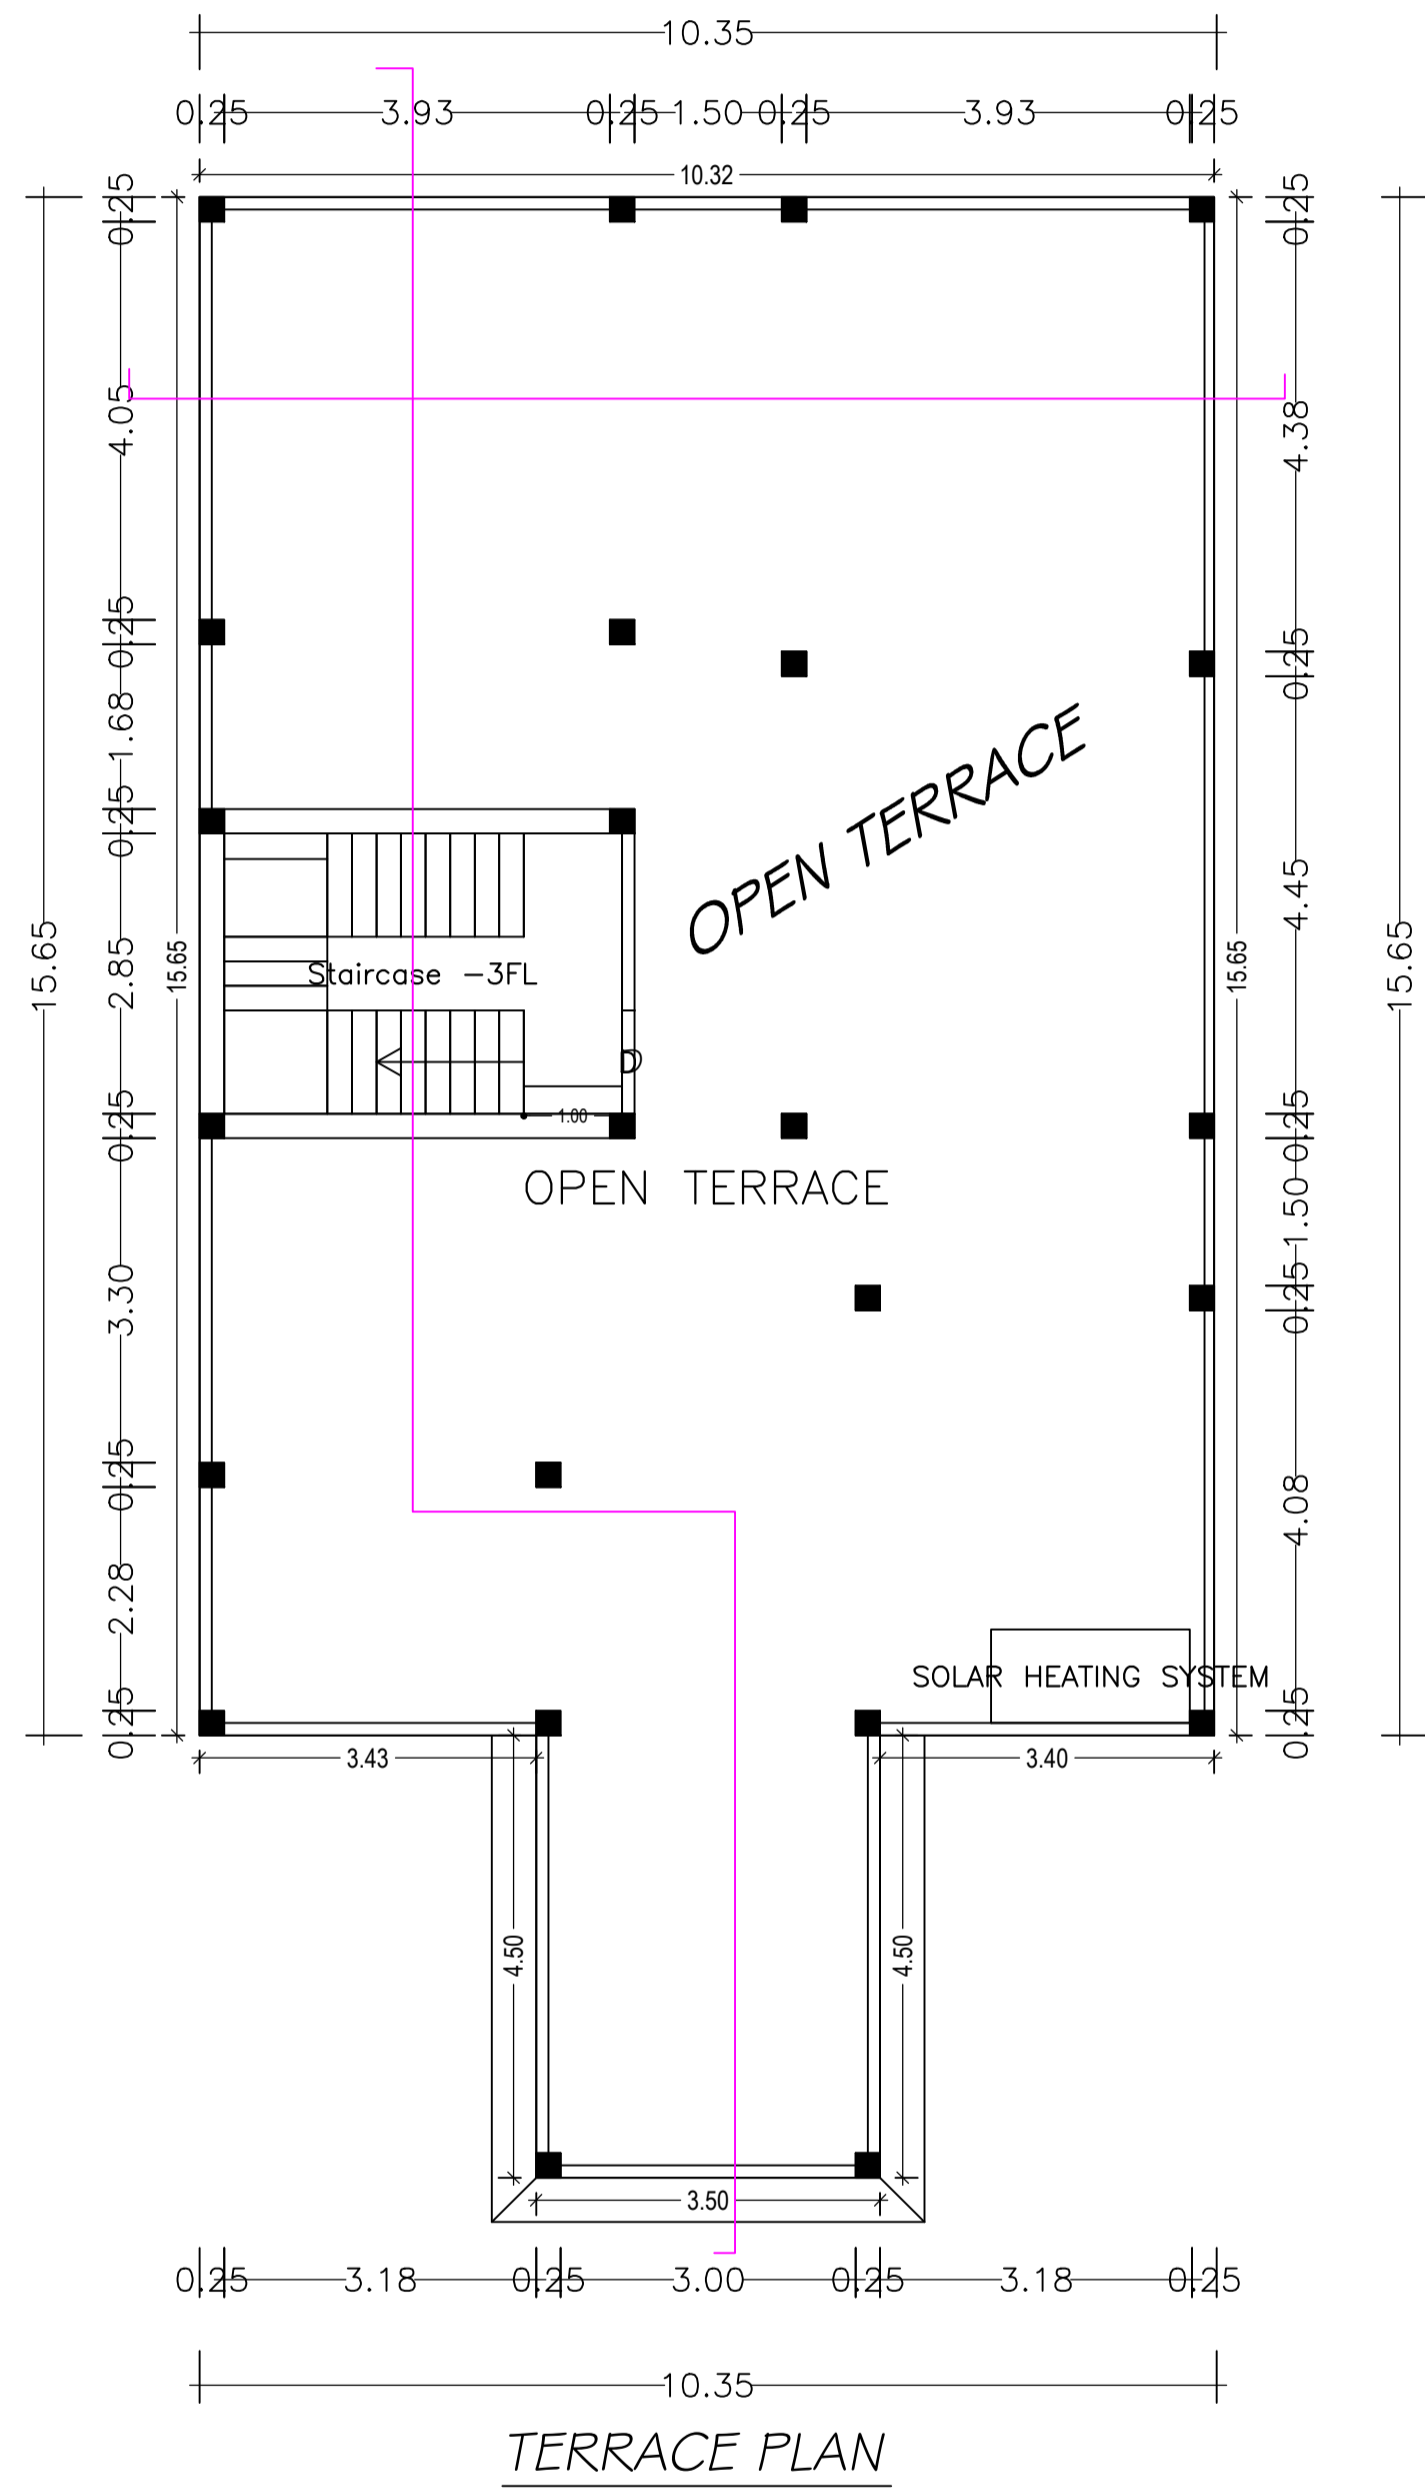 10.35
0.25 3.93 0.25 1.50 0.25 3.93 0.25
10.32
0.25 4.05 0.25 1.68 0.25 2.85 0.25 3.30 0.25 2.28 0.25
15.65
15.65
0.25 4.38 0.25 4.45 0.25 1.50 0.25 4.08 0.25
15.65
15.65
OPEN TERRACE
Staircase -3FL
D
1.00
OPEN TERRACE
SOLAR HEATING SYSTEM
3.43
3.40
4.50
4.50
3.50
0.25 3.18 0.25 3.00 0.25 3.18 0.25
10.35
TERRACE PLAN